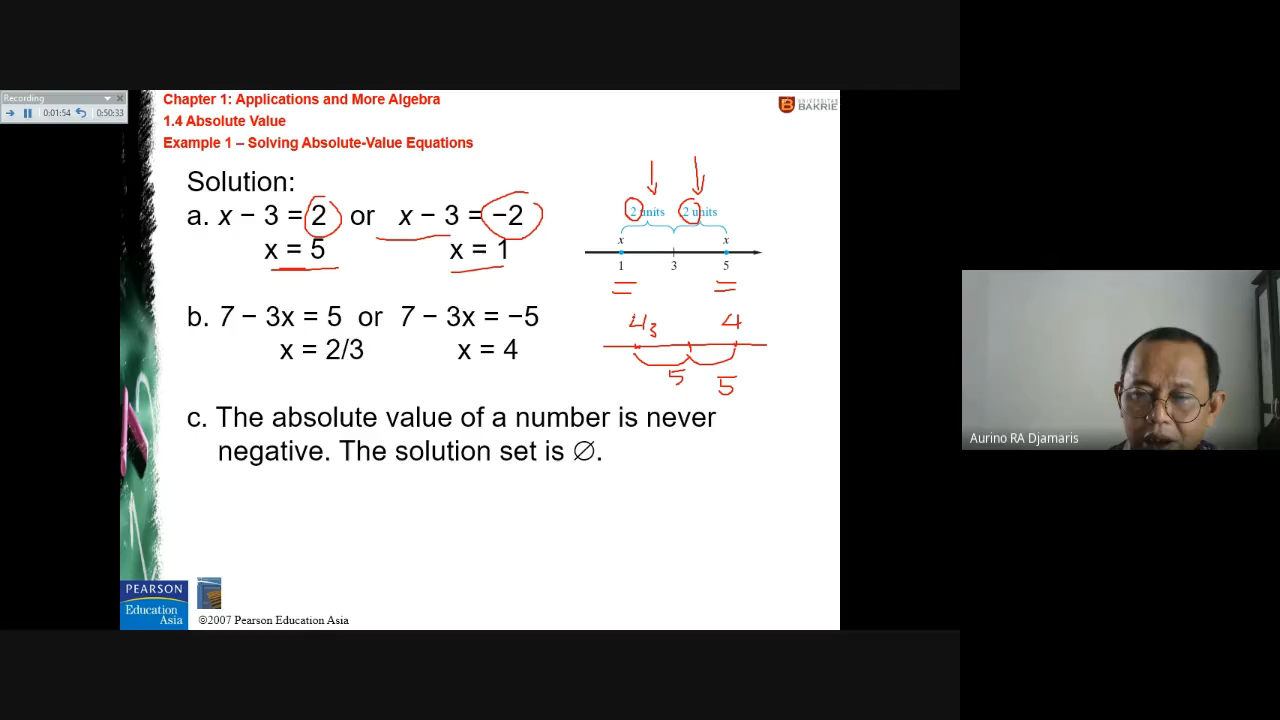 Recording
0:01:54
0:50:33
Chapter 1: Applications and More Algebra
1.4 Absolute Value
Example 1 – Solving Absolute-Value Equations
UNIVERSITAS
BAKRIE
Solution:
a. x − 3 = 2 or x − 3 = −2
x = 5 x = 1
2 units 2 units
x x
1 3 5
b. 7 − 3x = 5 or 7 − 3x = −5
x = 2/3 x = 4
4
5 5
c. The absolute value of a number is never
negative. The solution set is ∅.
Aurino RA Djamaris
PEARSON
Education
Asia
©2007 Pearson Education Asia